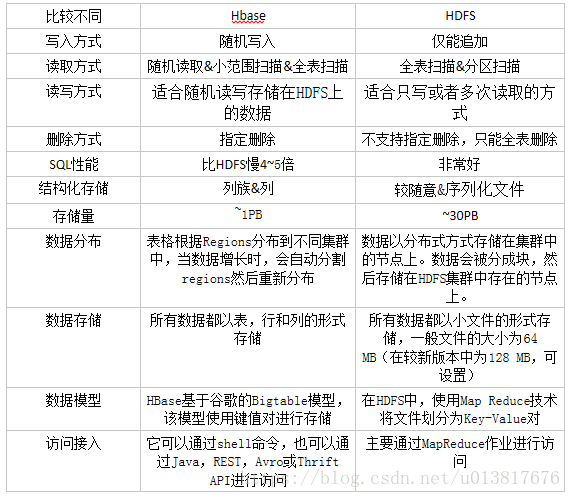 比较不同 Hbase HDFS
写入方式 随机写入 仅能追加
读取方式 随机读取&小范围扫描&全表扫描 全表扫描&分区扫描
读写方式 适合随机读写存储在HDFS上的数据 适合只写或者多次读取的方式
删除方式 指定删除 不支持指定删除，只能全表删除
SQL性能 比HDFS慢4~5倍 非常好
结构化存储 列族&列 较随意&序列化文件
存储量 ~1PB ~30PB
数据分布 表格根据Regions分布到不同集群中，当数据增长时，会自动分割regions然后重新分布 数据以分布式方式存储在集群中的节点上。数据会被分成块，然后存储在HDFS集群中存在的节点上。
数据存储 所有数据都以表，行和列的形式存储 所有数据都以小文件的形式存储，一般文件的大小为64 MB（在较新版本中为128 MB，可设置）
数据模型 HBase基于谷歌的Bigtable模型，该模型使用键值对进行存储 在HDFS中，使用Map Reduce技术将文件划分为Key-Value对
访问接入 它可以通过shell命令，也可以通过Java，REST，Avro或Thrift API进行访问 主要通过MapReduce作业进行访问
https://blog.csdn.net/u013817676